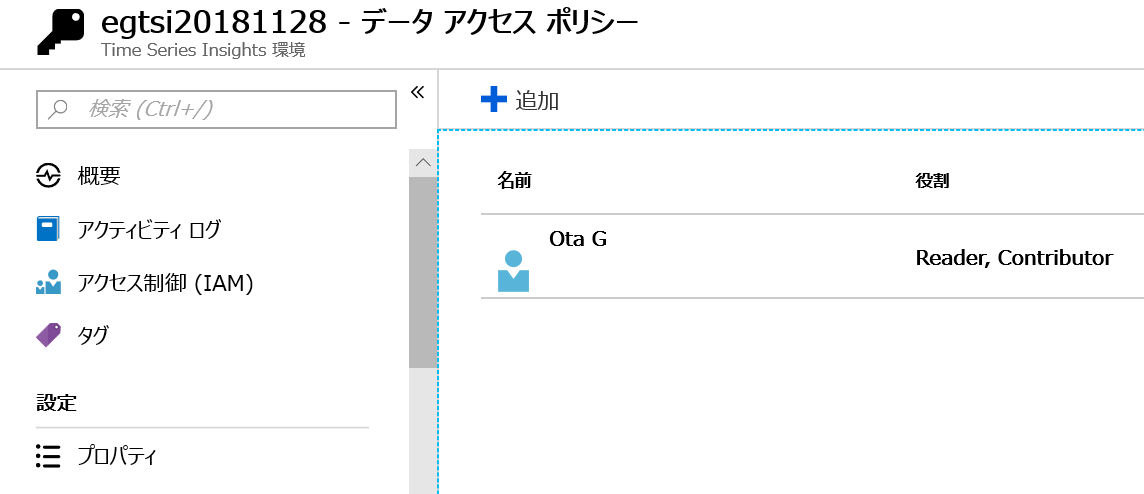 egtsi20181128 - データ アクセス ポリシー
Time Series Insights 環境
検索 (Ctrl+/)
概要
アクティビティ ログ
アクセス制御 (IAM)
タグ
設定
プロパティ
追加
名前 役割
Ota G
Reader, Contributor